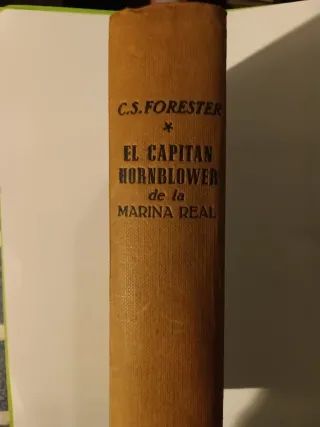 C.S. FORESTER
EL CAPITAN
HORNBLOWER
de la
MARINA REAL